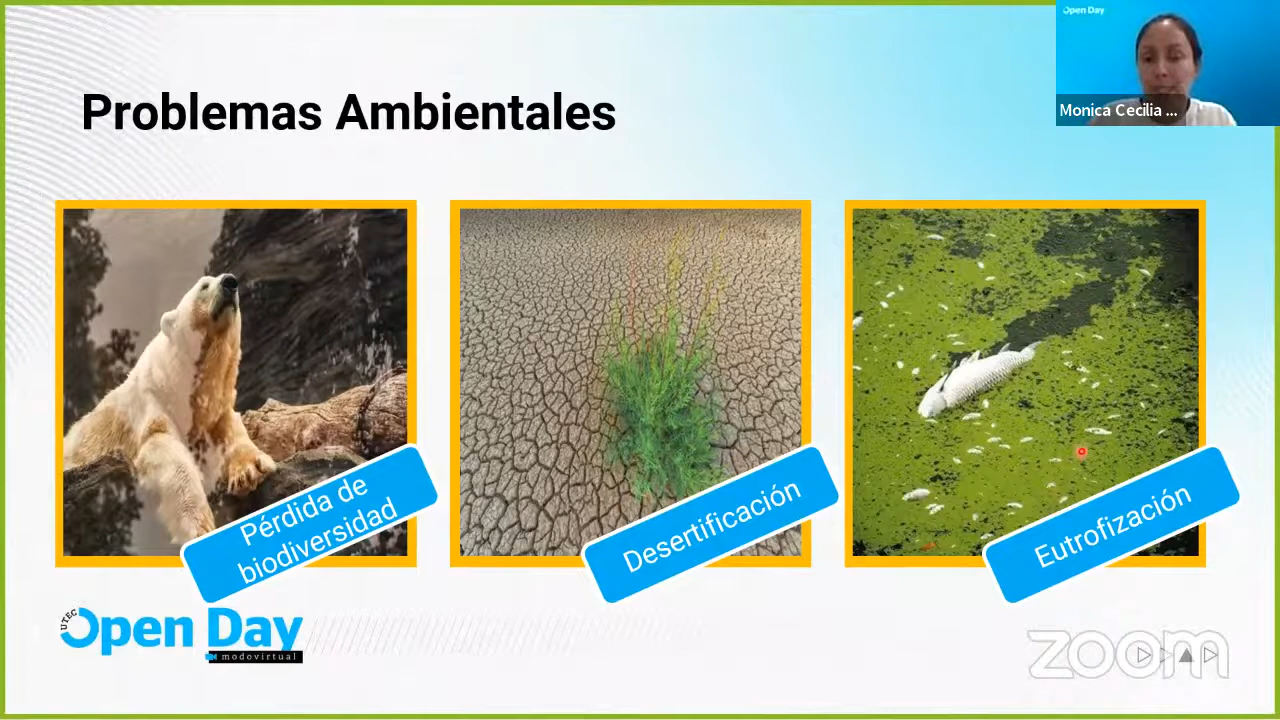 Open Day
Monica Cecilia ...
Problemas Ambientales
Pérdida de
biodiversidad
Desertificación
Eutrofización
UTEC
Open Day
modovirtual
zoom